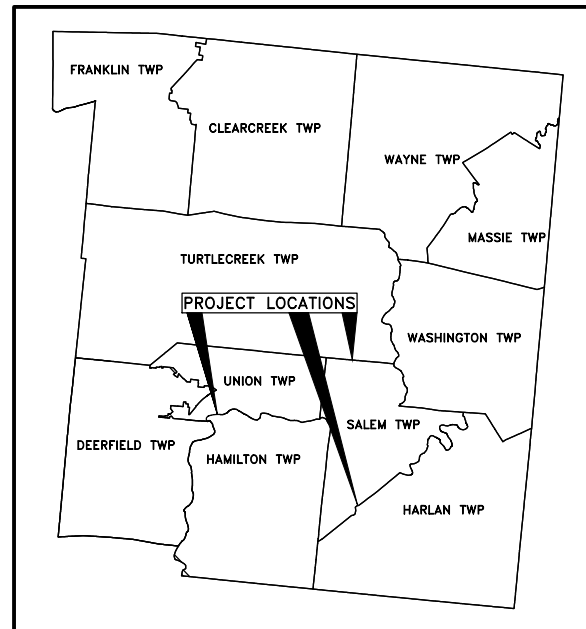 FRANKLIN TWP
CLEARCREEK TWP
WAYNE TWP
MASSIE TWP
TURTLECREEK TWP
PROJECT LOCATIONS
WASHINGTON TWP
UNION TWP
SALEM TWP
DEERFIELD TWP
HAMILTON TWP
HARLAN TWP